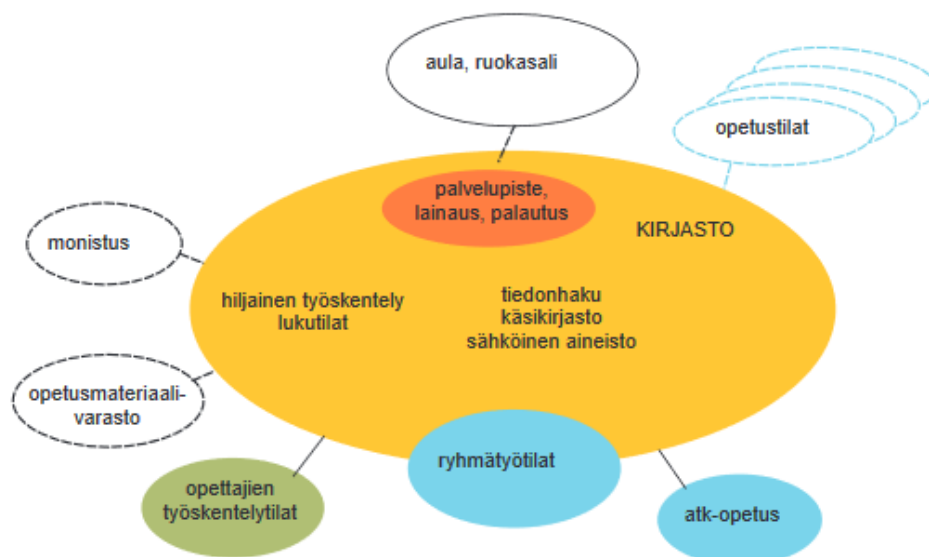 aula, ruokasali
opetustilat
palvelupiste,
lainaus, palautus
KIRJASTO
monistus
hiljainen työskentely
lukutilat
tiedonhaku
käsikirjasto
sähköinen aineisto
opetusmateriaali-
varasto
ryhmätyötilat
opettajien
työskentelytilat
atk-opetus